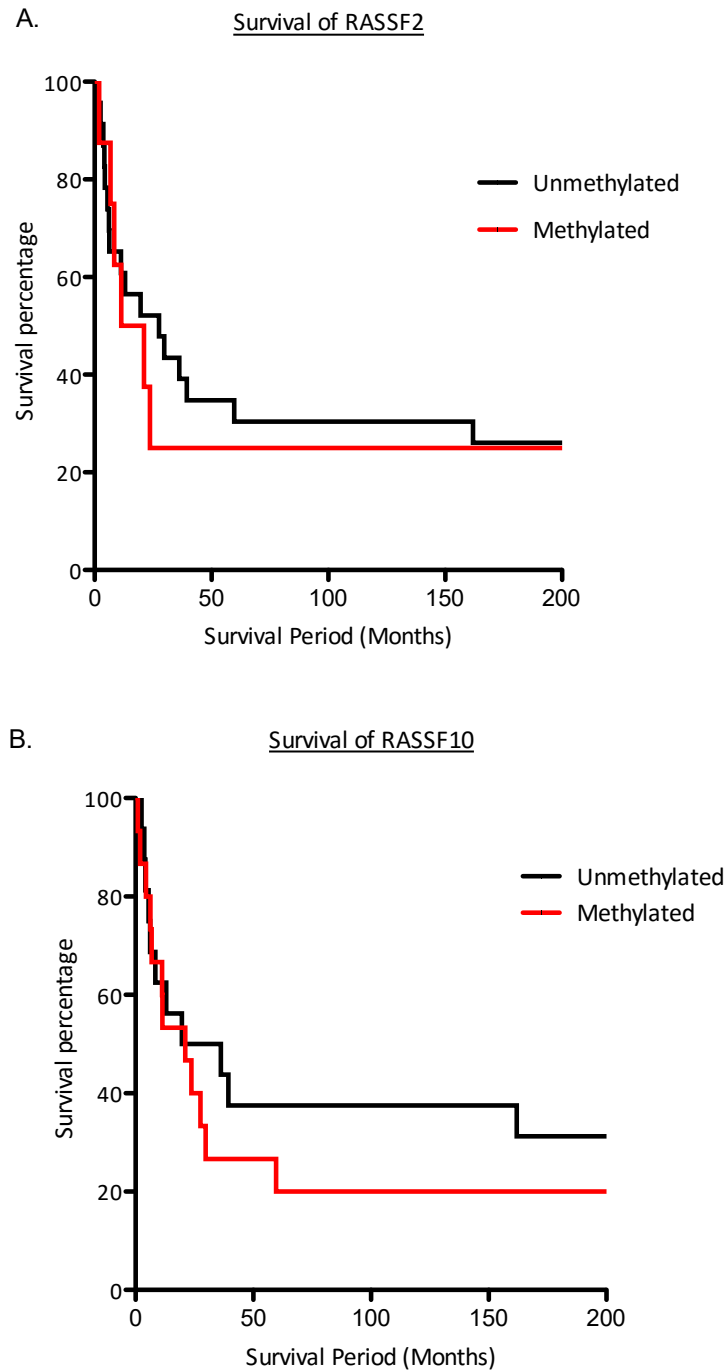 A.
Survival of RASSF2
100
80
60
40
20
0
Survival percentage
Unmethylated
Methylated
0 50 100 150 200
Survival Period (Months)
B.
Survival of RASSF10
100
80
60
40
20
0
Survival percentage
Unmethylated
Methylated
0 50 100 150 200
Survival Period (Months)